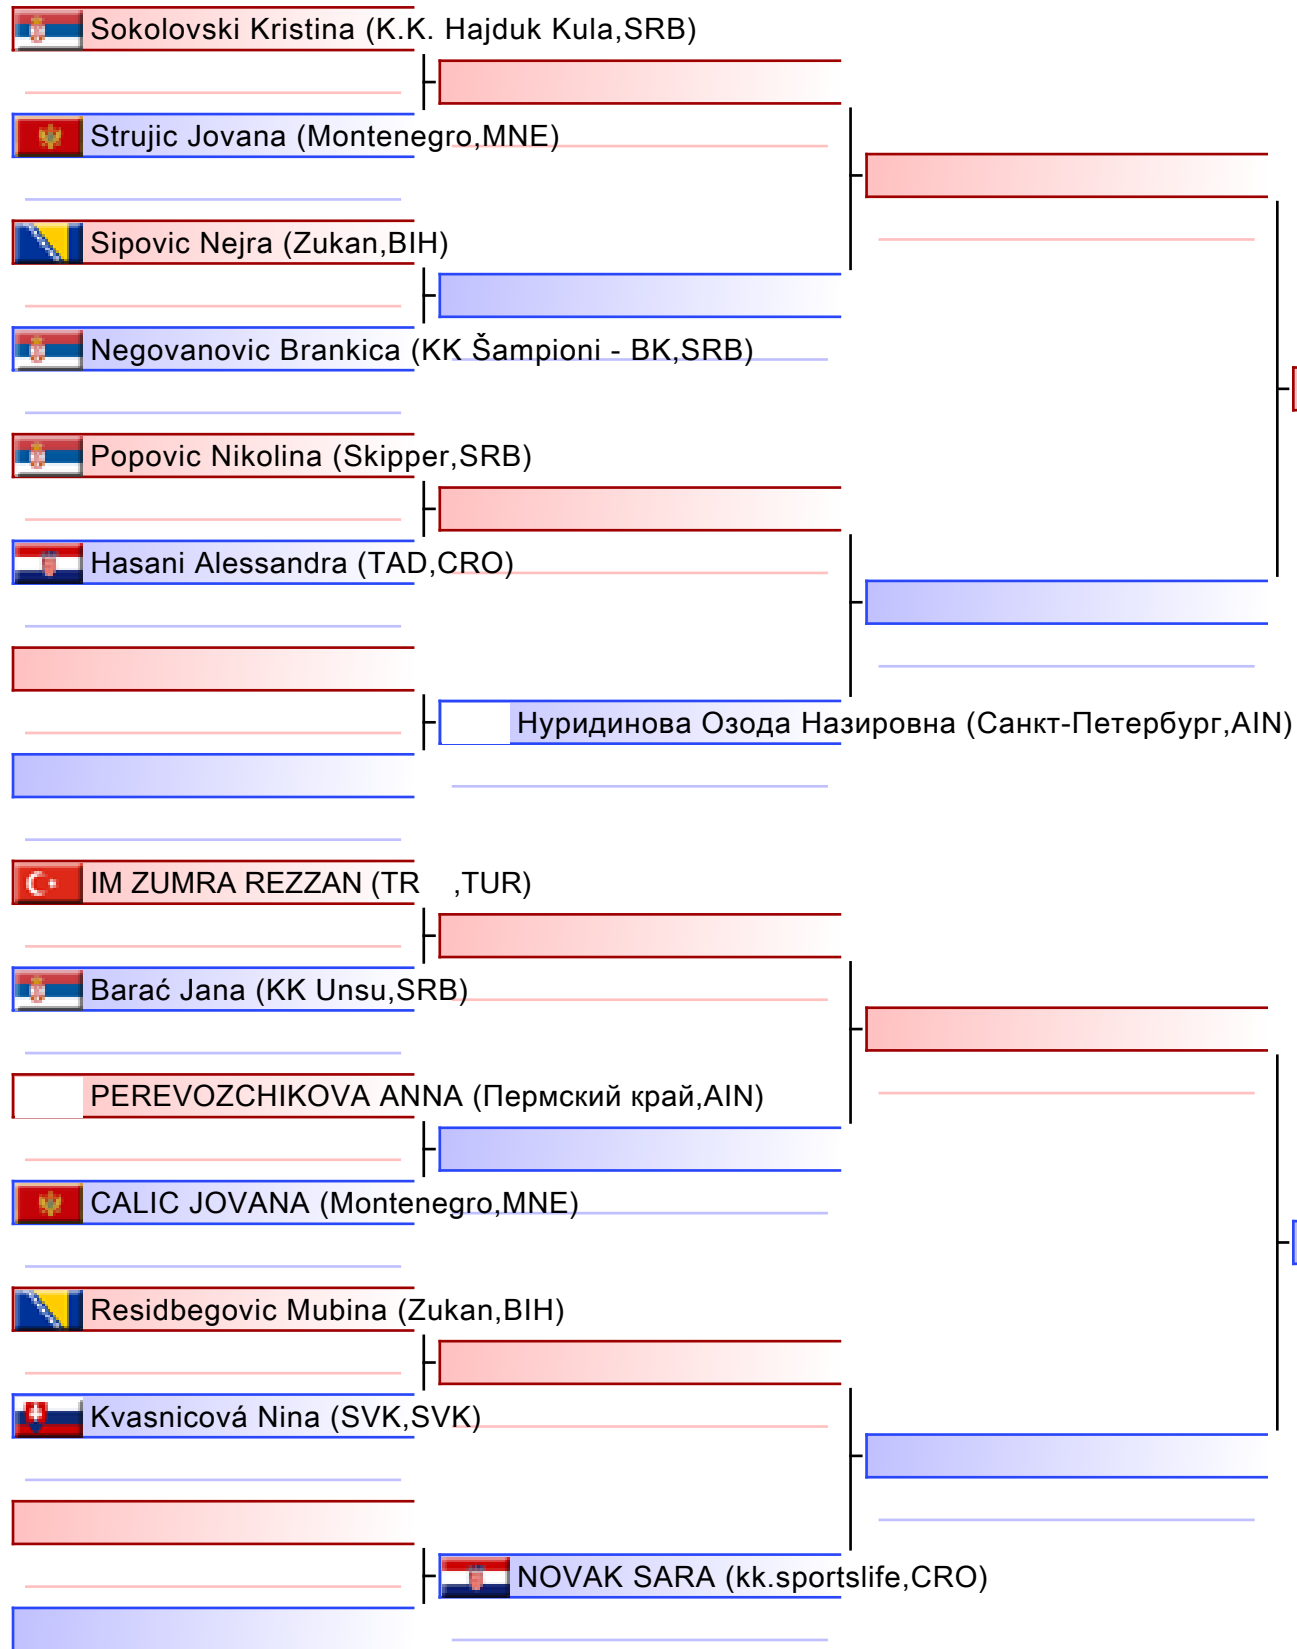 Sokolovski Kristina (K.K. Hajduk Kula,SRB)
Strujic Jovana (Montenegro,MNE)
Sipovic Nejra (Zukan,BIH)
Negovanovic Brankica (KK Šampioni - BK,SRB)
Popovic Nikolina (Skipper,SRB)
Hasani Alessandra (TAD,CRO)
Нуридинова Озода Назировна (Санкт-Петербург,AIN)
IM ZUMRA REZZAN (TR ,TUR)
Barać Jana (KK Unsu,SRB)
PEREVOZCHIKOVA ANNA (Пермский край,AIN)
CALIC JOVANA (Montenegro,MNE)
Residbegovic Mubina (Zukan,BIH)
Kvasnicová Nina (SVK,SVK)
NOVAK SARA (kk.sportslife,CRO)